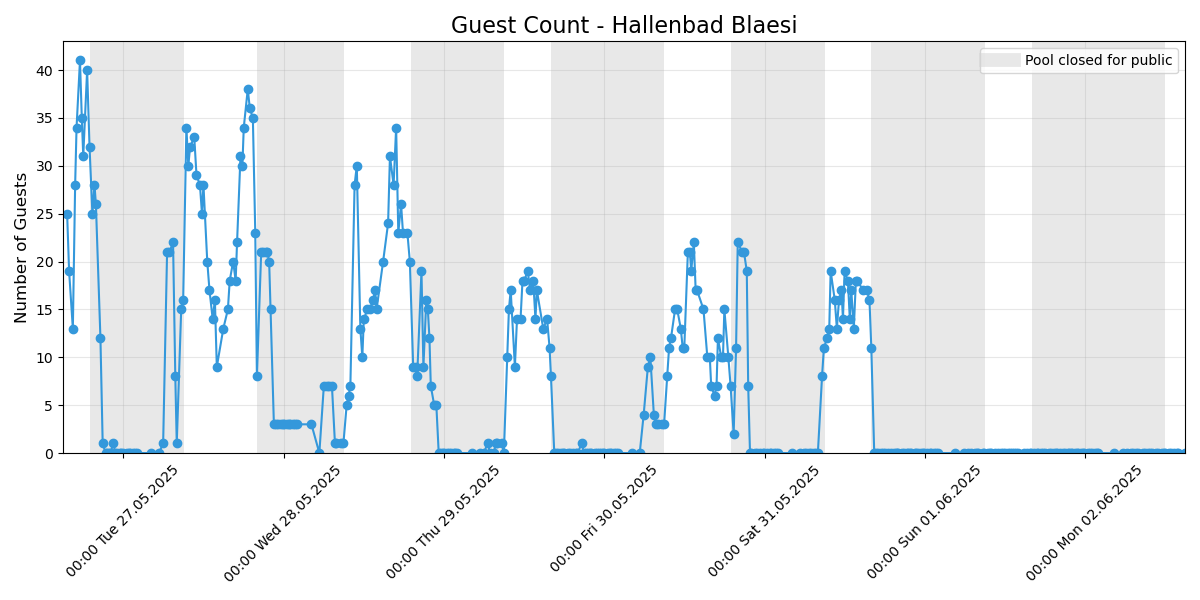 Guest Count - Hallenbad Blaesi
Pool closed for public
Number of Guests
40
35
30
25
20
15
10
5
0
00:00 Tue 27.05.2025
00:00 Wed 28.05.2025
00:00 Thu 29.05.2025
00:00 Fri 30.05.2025
00:00 Sat 31.05.2025
00:00 Sun 01.06.2025
00:00 Mon 02.06.2025